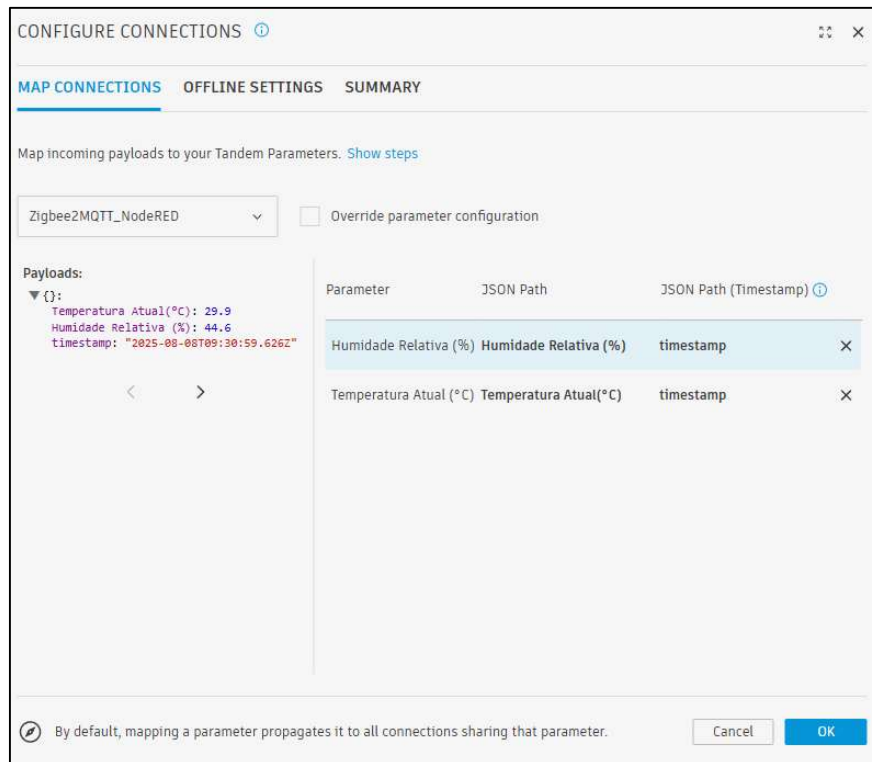 CONFIGURE CONNECTIONS
MAP CONNECTIONS OFFLINE SETTINGS SUMMARY
Map incoming payloads to your Tandem Parameters. Show steps
Zigbee2MQTT_NodeRED Override parameter configuration
Payloads:
{}:
Temperatura Atual(°C): 29.9
Humidade Relativa (%): 44.6
timestamp: "2025-08-08T09:30:59.626Z"
Parameter JSON Path JSON Path (Timestamp)
Humidade Relativa (%) Humidade Relativa (%) timestamp
Temperatura Atual (°C) Temperatura Atual(°C) timestamp
By default, mapping a parameter propagates it to all connections sharing that parameter. Cancel OK